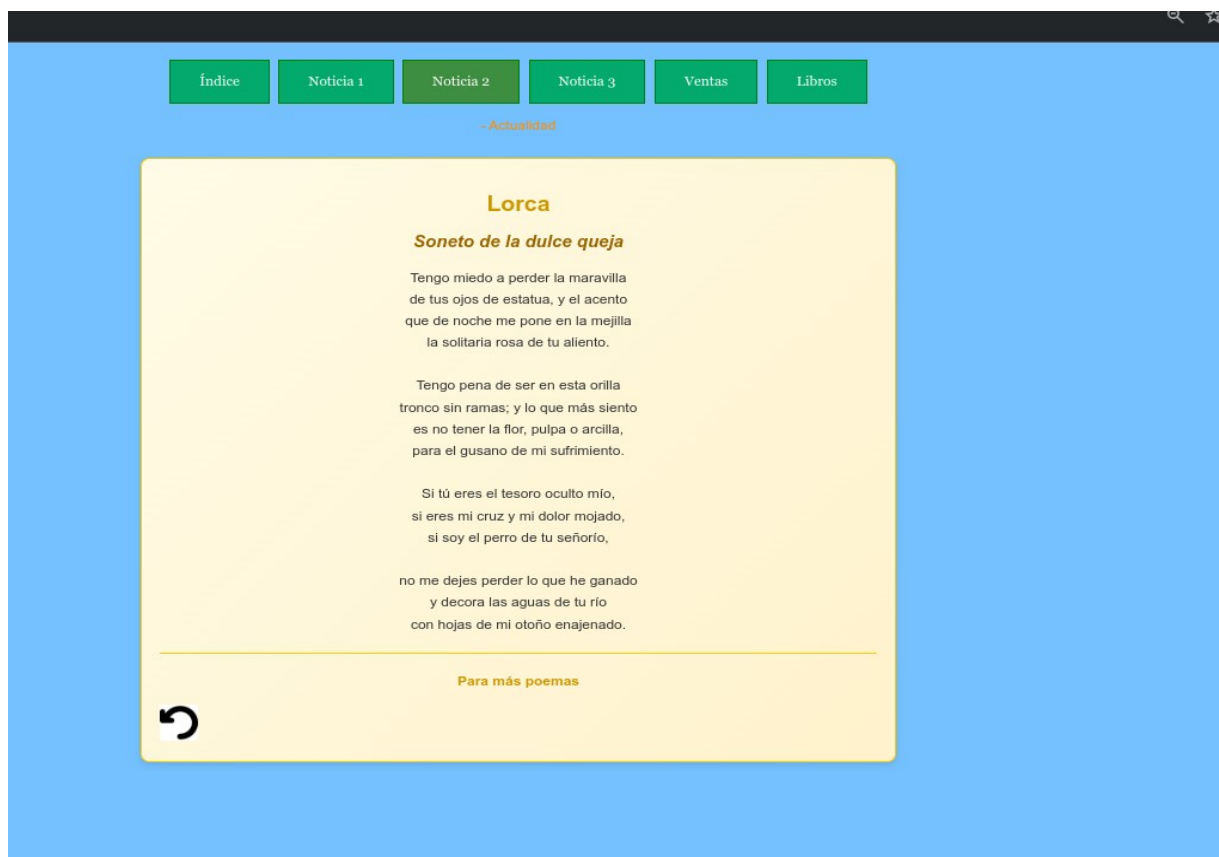 Índice
Noticia 1
Noticia 2
Noticia 3
Ventas
Libros
- Actualidad
Lorca
Soneto de la dulce queja
Tengo miedo a perder la maravilla
de tus ojos de estatua, y el acento
que de noche me pone en la mejilla
la solitaria rosa de tu aliento.
Tengo pena de ser en esta orilla
tronco sin ramas; y lo que más siento
es no tener la flor, pulpa o arcilla,
para el gusano de mi sufrimiento.
Si tú eres el tesoro oculto mío,
si eres mi cruz y mi dolor mojado,
si soy el perro de tu señorío,
no me dejes perder lo que he ganado
y decora las aguas de tu río
con hojas de mi otoño enajenado.
Para más poemas